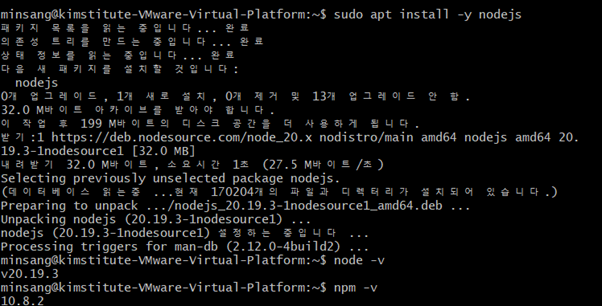 minsang@kimstitute-VMware-Virtual-Platform:~$ sudo apt install -y nodejs
패키지 목록을 읽는 중입니다... 완료
의존성 트리를 만드는 중입니다... 완료
상태 정보를 읽는 중입니다... 완료
다음 새 패키지를 설치할 것입니다:
  nodejs
0개 업그레이드, 1개 새로 설치, 0개 제거 및 13개 업그레이드 안 함.
32.0 M바이트 아카이브를 받아야 합니다.
이 작업 후 199 M바이트의 디스크 공간을 더 사용하게 됩니다.
받기:1 https://deb.nodesource.com/node_20.x nodistro/main amd64 nodejs amd64 20.
19.3-1nodesource1 [32.0 MB]
내려받기 32.0 M바이트, 소요시간 1초 (27.5 M바이트/초)
Selecting previously unselected package nodejs.
(데이터베이스 읽는중 ...현재 170204개의 파일과 디렉터리가 설치되어 있습니다.)
Preparing to unpack .../nodejs_20.19.3-1nodesource1_amd64.deb ...
Unpacking nodejs (20.19.3-1nodesource1) ...
nodejs (20.19.3-1nodesource1) 설정하는 중입니다 ...
Processing triggers for man-db (2.12.0-4build2) ...
minsang@kimstitute-VMware-Virtual-Platform:~$ node -v
v20.19.3
minsang@kimstitute-VMware-Virtual-Platform:~$ npm -v
10.8.2